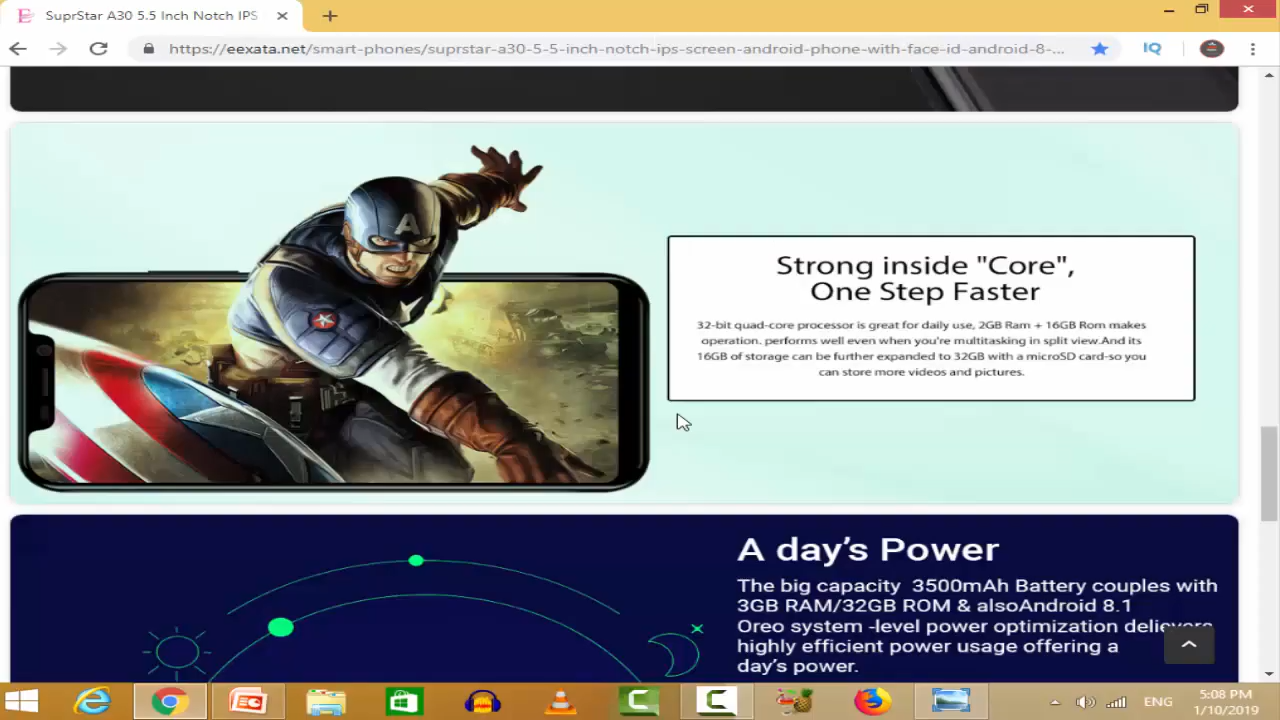 SuprStar A30 5.5 Inch Notch IPS
https://eexata.net/smart-phones/suprstar-a30-5-5-inch-notch-ips-screen-android-phone-with-face-id-android-8-...
IQ
A
Strong inside "Core",
One Step Faster
32-bit quad-core processor is great for daily use, 2GB Ram + 16GB Rom makes
operation. performs well even when you're multitasking in split view.And its
16GB of storage can be further expanded to 32GB with a microSD card-so you
can store more videos and pictures.
A day's Power
The big capacity 3500mAh Battery couples with
3GB RAM/32GB ROM & alsoAndroid 8.1
Oreo system -level power optimization delievers
highly efficient power usage offering a
day's power.
ENG
5:08 PM
1/10/2019